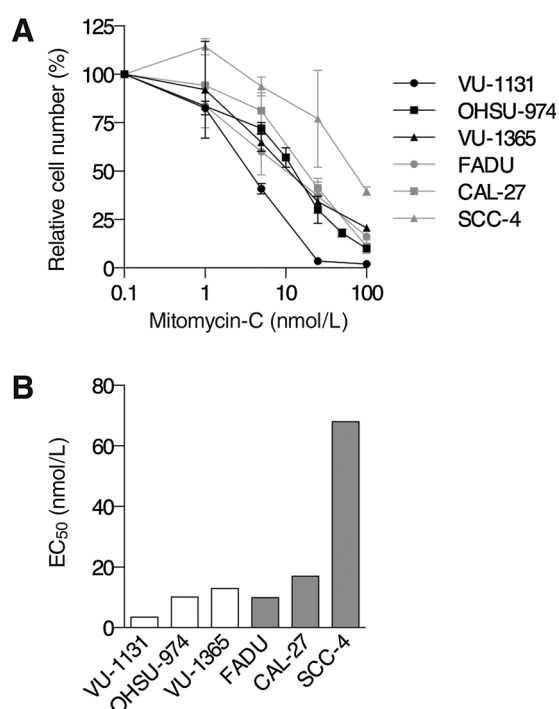 A
Relative cell number (%)
125
100
75
50
25
0
0.1 1 10 100
Mitomycin-C (nmol/L)
VU-1131
OHSU-974
VU-1365
FADU
CAL-27
SCC-4
B
EC50 (nmol/L)
80
60
40
20
0
VU-1131
OHSU-974
VU-1365
FADU
CAL-27
SCC-4